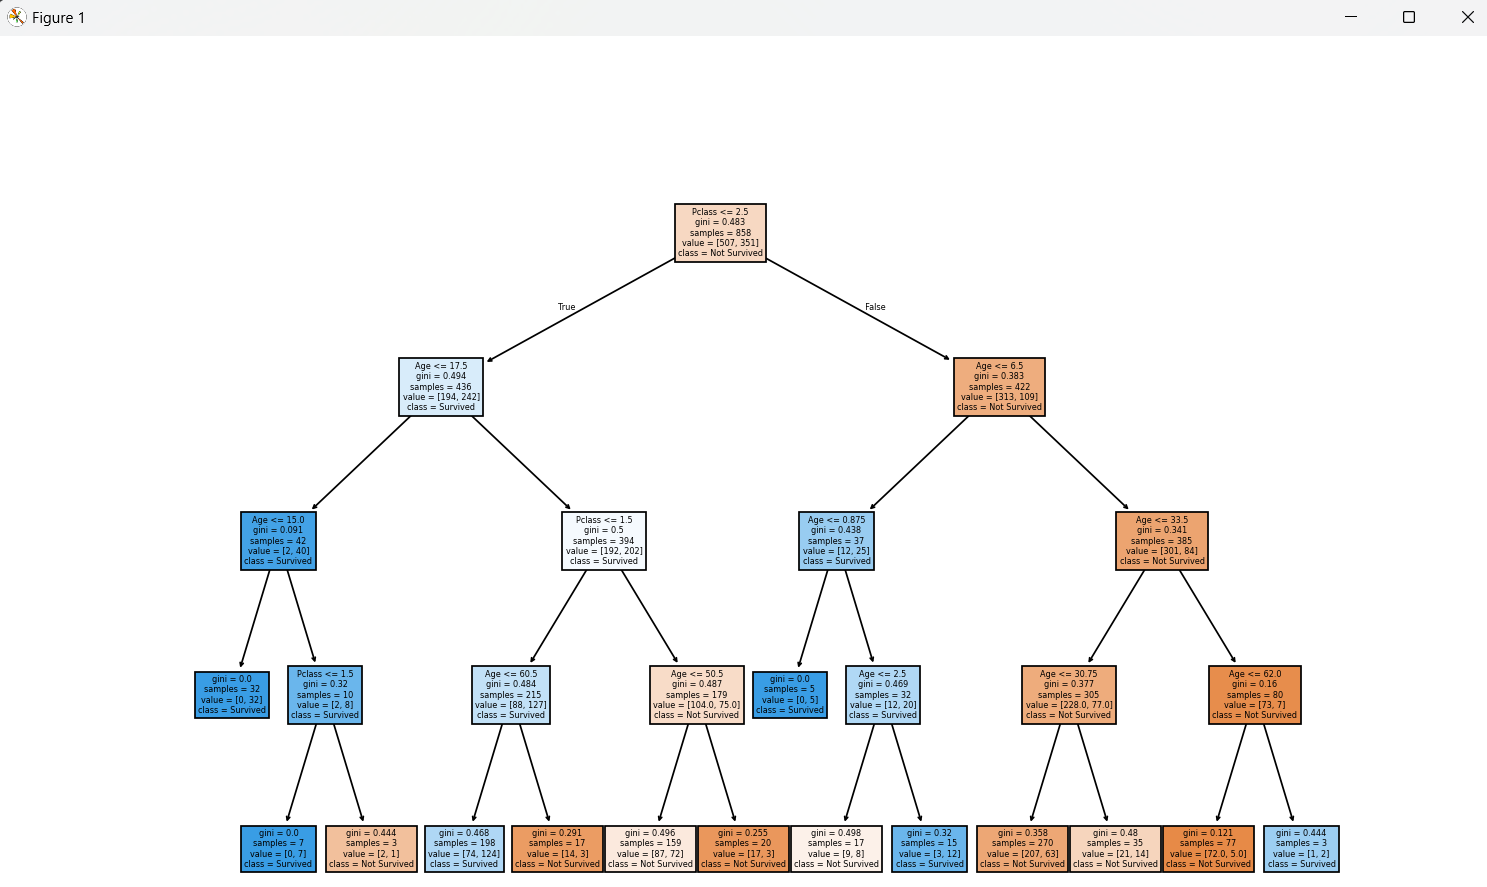 Figure 1
Pclass <= 2.5
gini = 0.483
samples = 858
value = [507, 351]
class = Not Survived
True
False
Age <= 17.5
gini = 0.494
samples = 436
value = [194, 242]
class = Survived
Age <= 6.5
gini = 0.383
samples = 422
value = [313, 109]
class = Not Survived
Age <= 15.0
gini = 0.091
samples = 42
value = [2, 40]
class = Survived
Pclass <= 1.5
gini = 0.5
samples = 394
value = [192, 202]
class = Survived
Age <= 0.875
gini = 0.438
samples = 37
value = [12, 25]
class = Survived
Age <= 33.5
gini = 0.341
samples = 385
value = [301, 84]
class = Not Survived
gini = 0.0
samples = 32
value = [0, 32]
class = Survived
Pclass <= 1.5
gini = 0.32
samples = 10
value = [2, 8]
class = Survived
Age <= 60.5
gini = 0.484
samples = 215
value = [88, 127]
class = Survived
Age <= 50.5
gini = 0.487
samples = 179
value = [104.0, 75.0]
class = Not Survived
gini = 0.0
samples = 5
value = [0, 5]
class = Survived
Age <= 2.5
gini = 0.469
samples = 32
value = [12, 20]
class = Survived
Age <= 30.75
gini = 0.377
samples = 305
value = [228.0, 77.0]
class = Not Survived
Age <= 62.0
gini = 0.16
samples = 80
value = [73, 7]
class = Not Survived
gini = 0.0
samples = 7
value = [0, 7]
class = Survived
gini = 0.444
samples = 3
value = [2, 1]
class = Not Survived
gini = 0.468
samples = 198
value = [74, 124]
class = Survived
gini = 0.291
samples = 17
value = [14, 3]
class = Not Survived
gini = 0.496
samples = 159
value = [87, 72]
class = Not Survived
gini = 0.255
samples = 20
value = [17, 3]
class = Not Survived
gini = 0.498
samples = 17
value = [9, 8]
class = Not Survived
gini = 0.32
samples = 15
value = [3, 12]
class = Survived
gini = 0.358
samples = 270
value = [207, 63]
class = Not Survived
gini = 0.48
samples = 35
value = [21, 14]
class = Not Survived
gini = 0.121
samples = 77
value = [72.0, 5.0]
class = Not Survived
gini = 0.444
samples = 3
value = [1, 2]
class = Survived